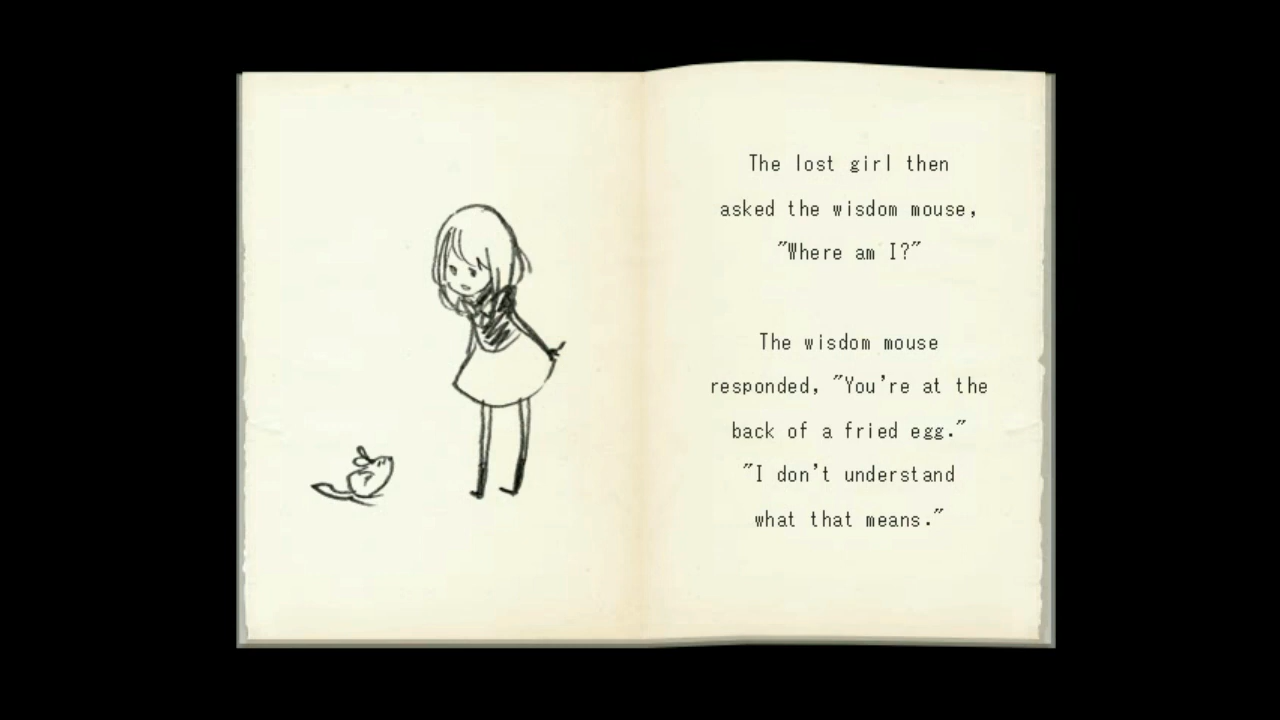 The lost girl then
asked the wisdom mouse,
"Where am I?"
The wisdom mouse
responded, "You're at the
back of a fried egg."
"I don't understand
what that means."